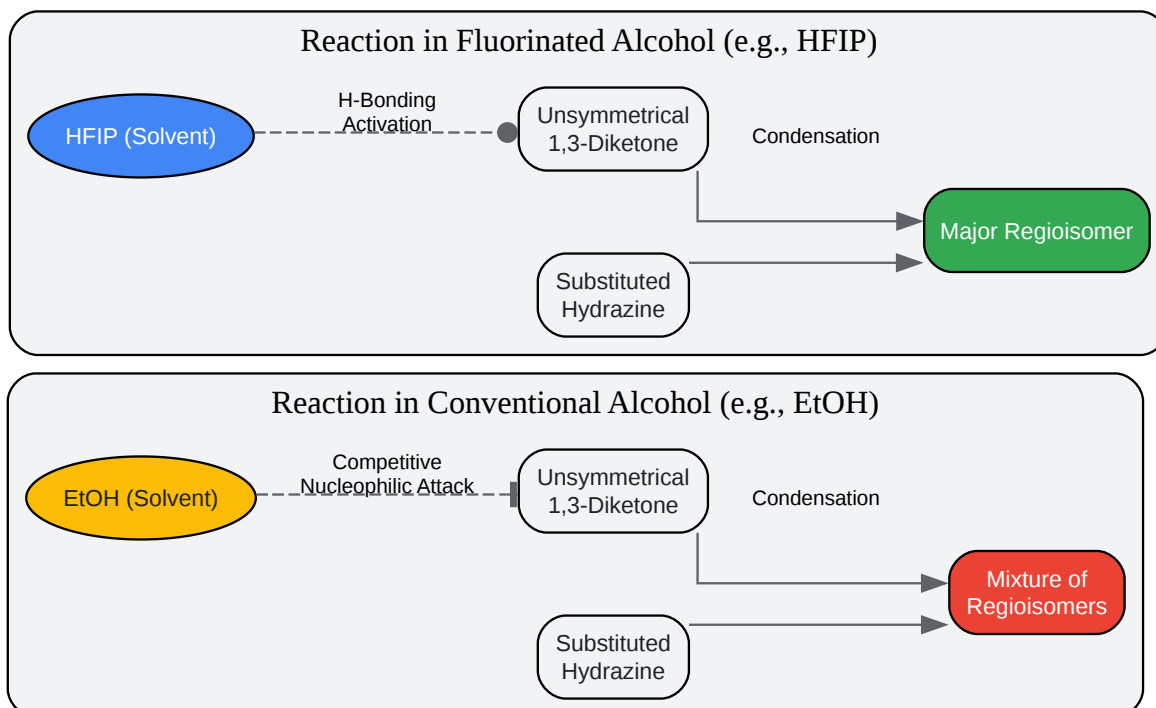 Reaction in Fluorinated Alcohol (e.g., HFIP)
HFIP (Solvent)
H-Bonding
Activation
Unsymmetrical
1,3-Diketone
Condensation
Substituted
Hydrazine
Major Regioisomer
Reaction in Conventional Alcohol (e.g., EtOH)
EtOH (Solvent)
Competitive
Nucleophilic Attack
Unsymmetrical
1,3-Diketone
Condensation
Substituted
Hydrazine
Mixture of
Regioisomers